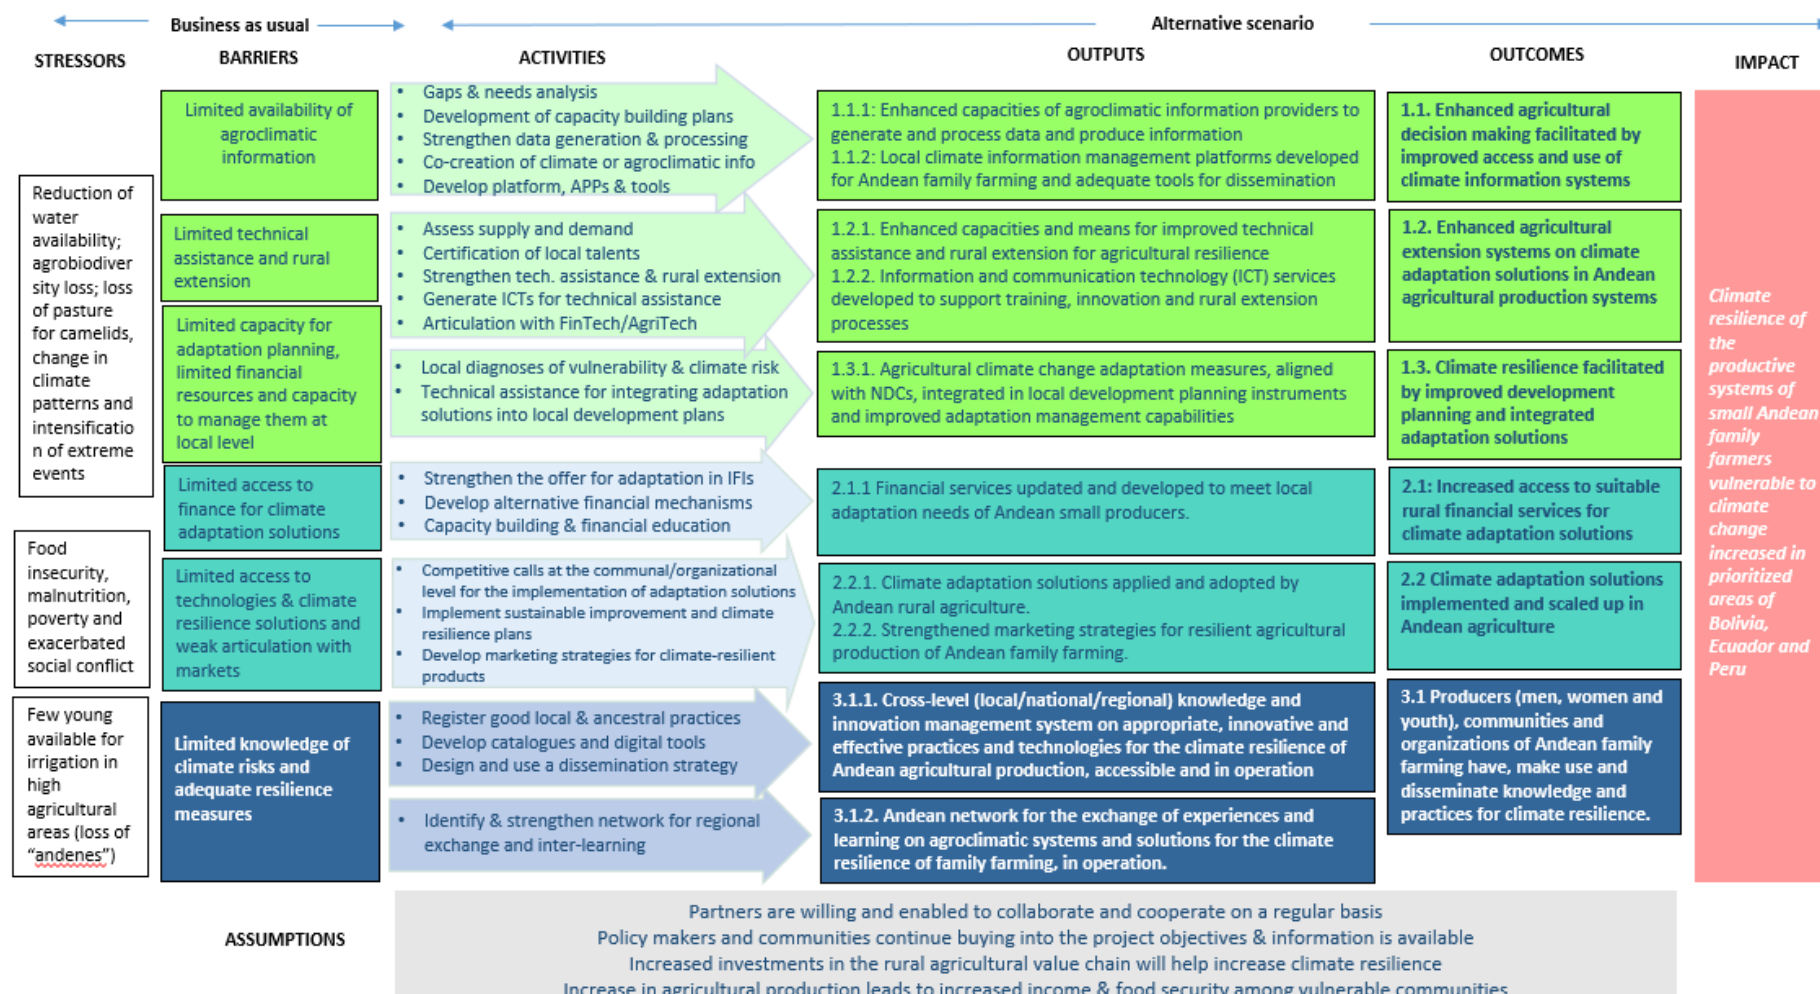 Business as usual
Alternative scenario
STRESSORS
BARRIERS
ACTIVITIES
OUTPUTS
OUTCOMES
IMPACT
Reduction of
water
availability;
agrobiodiver
sity loss; loss
of pasture
for camelids,
change in
climate
patterns and
intensificatio
n of extreme
events
Food
insecurity,
malnutrition,
poverty and
exacerbated
social conflict
Few young
available for
irrigation in
high
agricultural
areas (loss of
“andenes”)
Limited availability of
agroclimatic
information
Limited technical
assistance and rural
extension
Limited capacity for
adaptation planning,
limited financial
resources and capacity
to manage them at
local level
Limited access to
finance for climate
adaptation solutions
Limited access to
technologies & climate
resilience solutions and
weak articulation with
markets
Limited knowledge of
climate risks and
adequate resilience
measures
• Gaps & needs analysis
• Development of capacity building plans
• Strengthen data generation & processing
• Co-creation of climate or agroclimatic info
• Develop platform, APPs & tools
• Assess supply and demand
• Certification of local talents
• Strengthen tech. assistance & rural extension
• Generate ICTs for technical assistance
• Articulation with FinTech/AgriTech
• Local diagnoses of vulnerability & climate risk
• Technical assistance for integrating adaptation
solutions into local development plans
• Strengthen the offer for adaptation in IFIs
• Develop alternative financial mechanisms
• Capacity building & financial education
• Competitive calls at the communal/organizational
level for the implementation of adaptation solutions
• Implement sustainable improvement and climate
resilience plans
• Develop marketing strategies for climate-resilient
products
• Register good local & ancestral practices
• Develop catalogues and digital tools
• Design and use a dissemination strategy
• Identify & strengthen network for regional
exchange and inter-learning
1.1.1: Enhanced capacities of agroclimatic information providers to
generate and process data and produce information
1.1.2: Local climate information management platforms developed
for Andean family farming and adequate tools for dissemination
1.2.1. Enhanced capacities and means for improved technical
assistance and rural extension for agricultural resilience
1.2.2. Information and communication technology (ICT) services
developed to support training, innovation and rural extension
processes
1.3.1. Agricultural climate change adaptation measures, aligned
with NDCs, integrated in local development planning instruments
and improved adaptation management capabilities
2.1.1 Financial services updated and developed to meet local
adaptation needs of Andean small producers.
2.2.1. Climate adaptation solutions applied and adopted by
Andean rural agriculture.
2.2.2. Strengthened marketing strategies for resilient agricultural
production of Andean family farming.
3.1.1. Cross-level (local/national/regional) knowledge and
innovation management system on appropriate, innovative and
effective practices and technologies for the climate resilience of
Andean agricultural production, accessible and in operation
3.1.2. Andean network for the exchange of experiences and
learning on agroclimatic systems and solutions for the climate
resilience of family farming, in operation.
1.1. Enhanced agricultural
decision making facilitated by
improved access and use of
climate information systems
1.2. Enhanced agricultural
extension systems on climate
adaptation solutions in Andean
agricultural production systems
1.3. Climate resilience facilitated
by improved development
planning and integrated
adaptation solutions
2.1: Increased access to suitable
rural financial services for
climate adaptation solutions
2.2 Climate adaptation solutions
implemented and scaled up in
Andean agriculture
3.1 Producers (men, women and
youth), communities and
organizations of Andean family
farming have, make use and
disseminate knowledge and
practices for climate resilience.
Climate
resilience of
the
productive
systems of
small Andean
family
farmers
vulnerable to
climate
change
increased in
prioritized
areas of
Bolivia,
Ecuador and
Peru
ASSUMPTIONS
Partners are willing and enabled to collaborate and cooperate on a regular basis
Policy makers and communities continue buying into the project objectives & information is available
Increased investments in the rural agricultural value chain will help increase climate resilience
Increase in agricultural production leads to increased income & food security among vulnerable communities